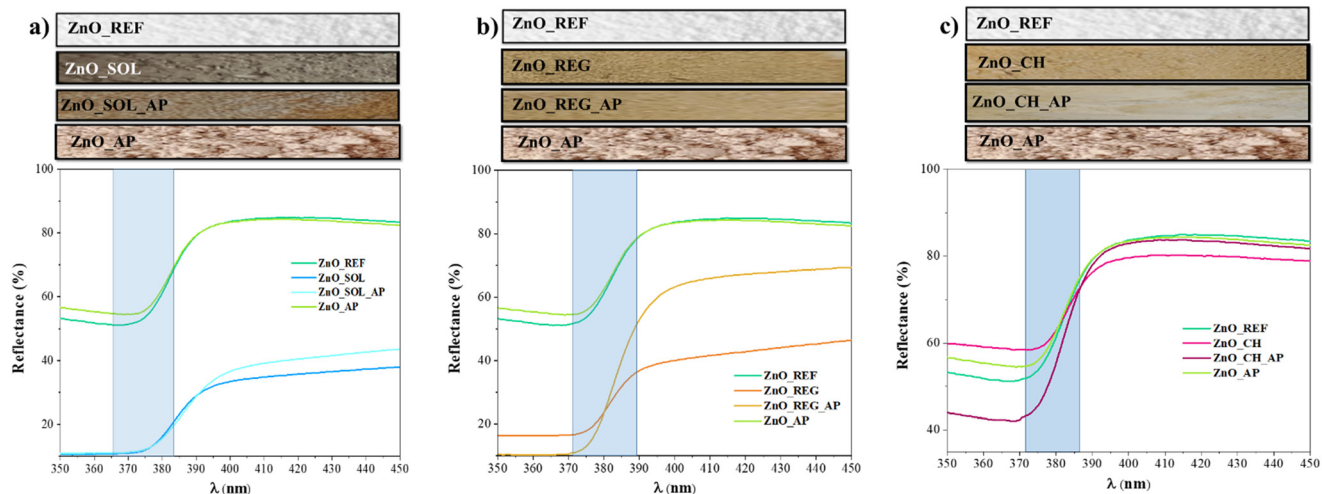 a)
ZnO_REF
ZnO_SOL
ZnO_SOL_AP
ZnO_AP
100
80
60
40
20
Reflectance (%)
ZnO_REF
ZnO_SOL
ZnO_SOL_AP
ZnO_AP
350 360 370 380 390 400 410 420 430 440 450
λ (nm)
b)
ZnO_REF
ZnO_REG
ZnO_REG_AP
ZnO_AP
100
80
60
40
20
Reflectance (%)
ZnO_REF
ZnO_REG
ZnO_REG_AP
ZnO_AP
350 360 370 380 390 400 410 420 430 440 450
λ (nm)
c)
ZnO_REF
ZnO_CH
ZnO_CH_AP
ZnO_AP
100
80
60
40
Reflectance (%)
ZnO_REF
ZnO_CH
ZnO_CH_AP
ZnO_AP
350 360 370 380 390 400 410 420 430 440 450
λ (nm)